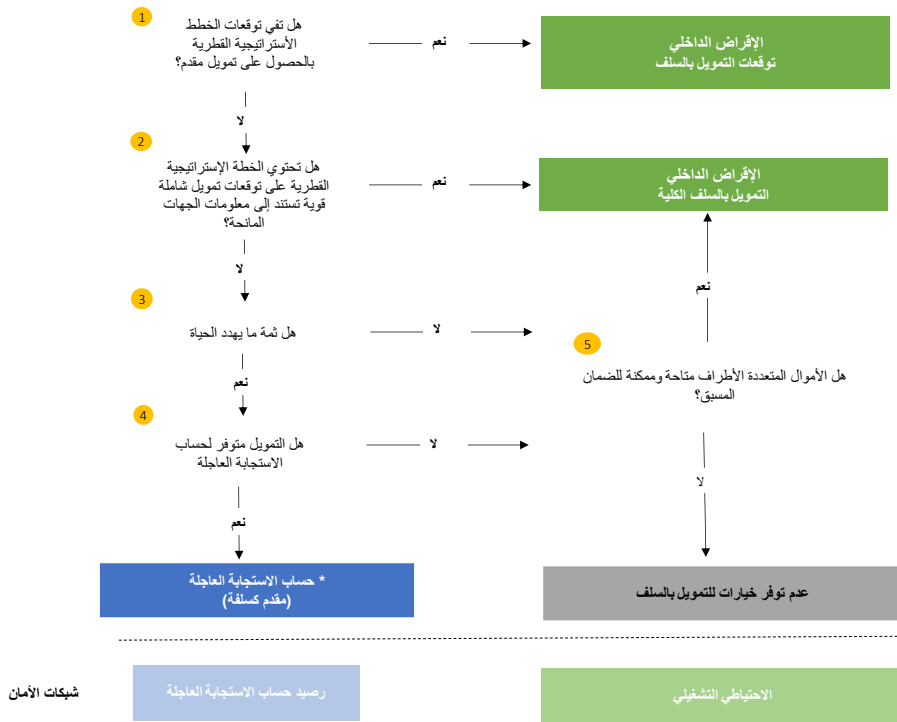 1
هل تفي توقعات الخطط
الأستراتيجية القطرية
بالحصول على تمويل مقدم؟
نعم
الإقراض الداخلي
توقعات التمويل بالسلف
لا
2
هل تحتوي الخطة الإستراتيجية
القطرية على توقعات تمويل شاملة
قوية تستند إلى معلومات الجهات
المانحة؟
نعم
الإقراض الداخلي
التمويل بالسلف الكلية
لا
3
هل ثمة ما يهدد الحياة
لا
نعم
5
هل الأموال المتعددة الأطراف متاحة وممكنة للضمان
المسبق؟
نعم
4
هل التمويل متوفر لحساب
الاستجابة العاجلة
لا
لا
نعم
* حساب الاستجابة العاجلة
(مقدم كسلفة)
عدم توفر خيارات للتمويل بالسلف
شبكات الأمان
رصيد حساب الاستجابة العاجلة
الاحتياطي التشغيلي